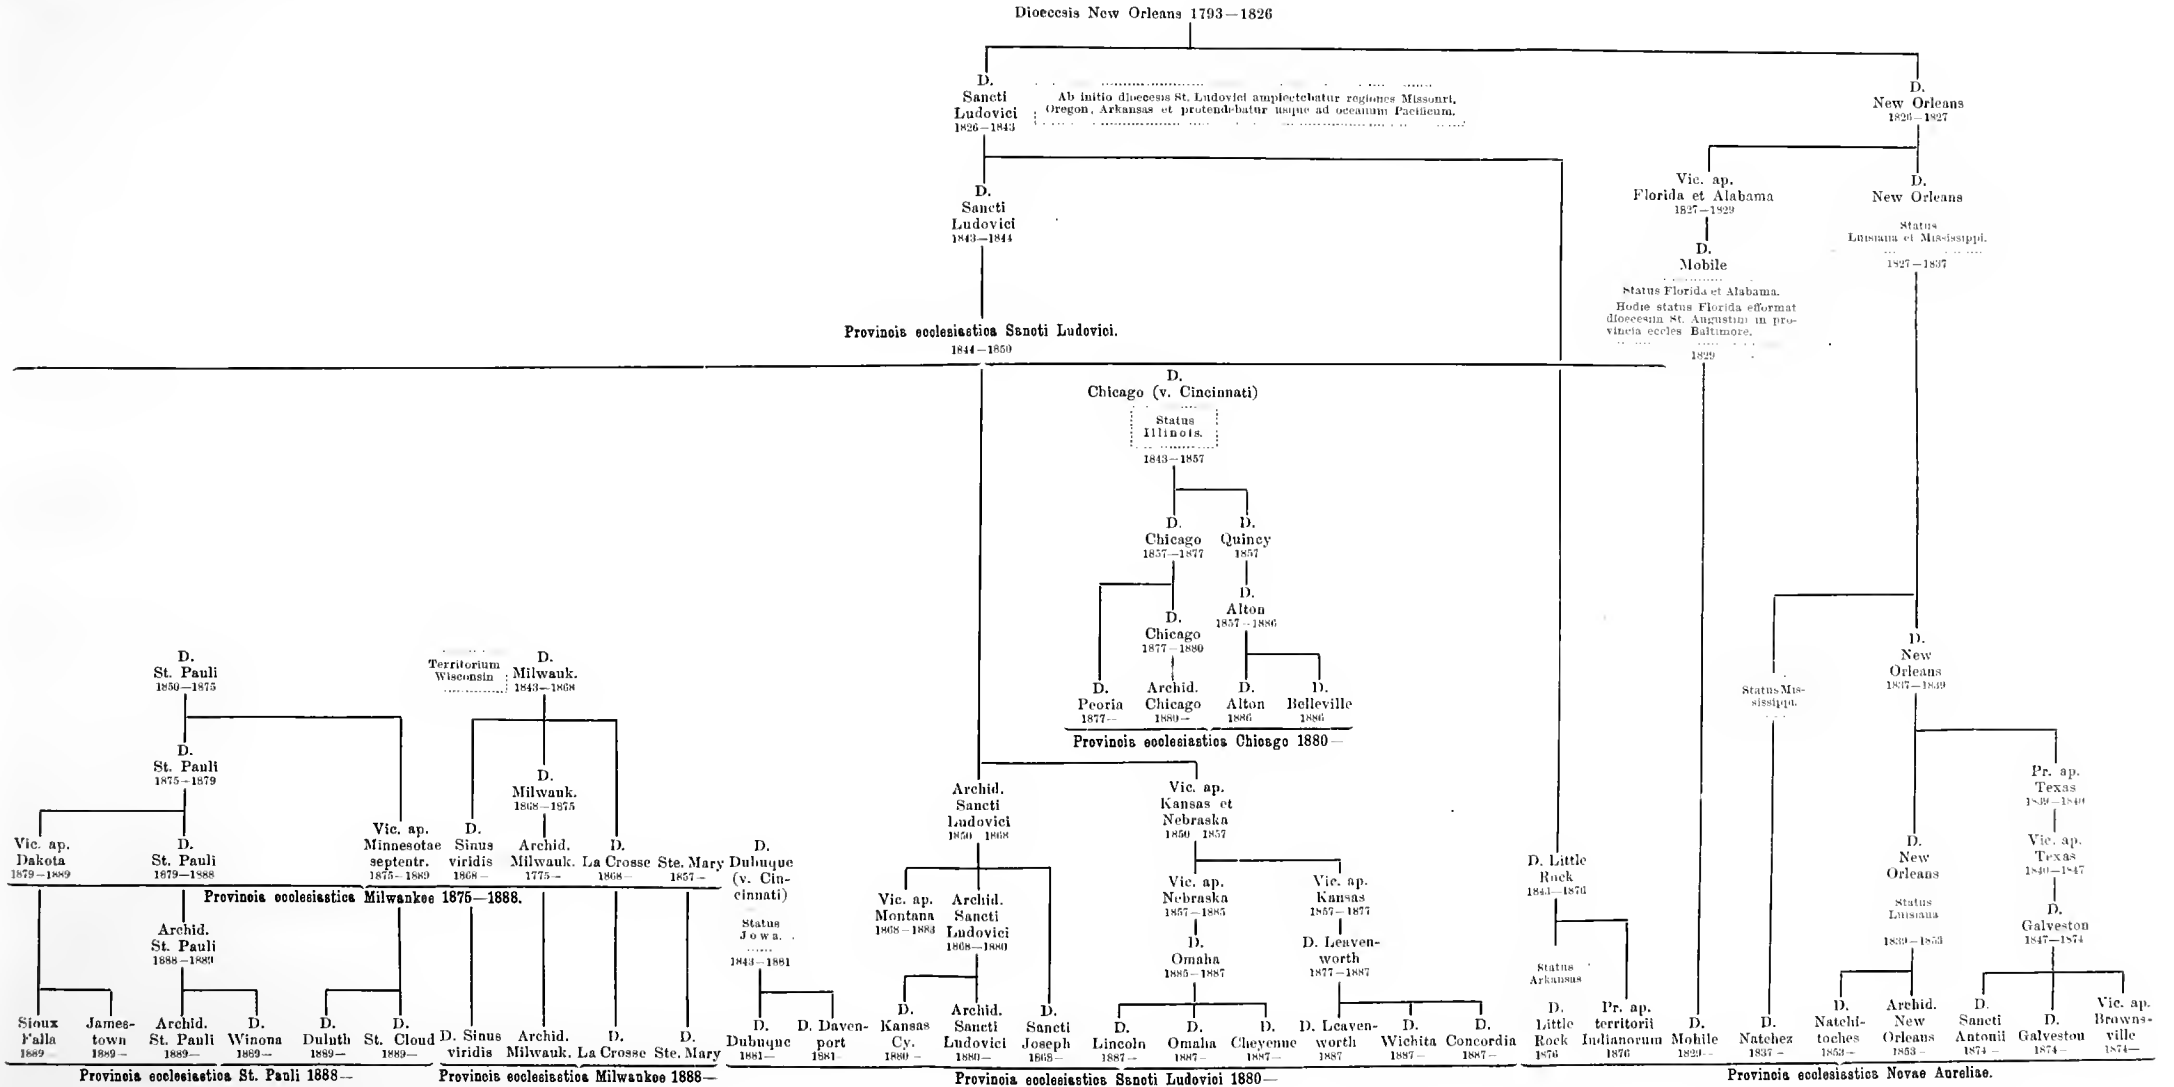 Dioecesis New Orleans 1793—1826
D.
Sancti
Ludovici
1826—1843
Ab initio dioecesis St. Ludovici amplectebatur regiones Missouri,
Oregon, Arkansas et protendebatur usque ad oceanum Pacificum.
D.
New Orleans
1826—1827
D.
Sancti
Ludovici
1843—1844
Vic. ap.
Florida et Alabama
1827—1829
D.
New Orleans
Status
Luisiana et Mississippi.
1827—1837
D.
Mobile
Status Florida et Alabama.
Hodie status Florida efformat
dioecesim St. Augustini in pro-
vincia eccles Baltimore.
1829
Provincia ecclesiastica Sancti Ludovici.
1844—1850
D.
Chicago (v. Cincinnati)
Status
Illinois.
1843—1857
D.
Chicago
1857—1877
D.
Quincy
1857
D.
Alton
1857—1886
D.
Chicago
1877—1880
D.
Peoria
1877—
Archid.
Chicago
1880—
D.
Alton
1886
D.
Belleville
1886
Provincia ecclesiastica Chicago 1880—
D.
St. Pauli
1850—1875
Territorium
Wisconsin
D.
Milwauk.
1843—1868
D.
New
Orleans
1837—1839
Status Mis-
sissippi.
D.
St. Pauli
1875—1879
D.
Milwauk.
1868—1875
Pr. ap.
Texas
1839—1840
Archid.
Sancti
Ludovici
1850 1868
Vic. ap.
Kansas et
Nebraska
1850 1857
Vic. ap.
Dakota
1879—1889
D.
St. Pauli
1879—1888
Vic. ap.
Minnesotae
septentr.
1875—1889
D.
Sinus
viridis
1868—
Archid.
Milwauk.
1775—
D.
La Crosse
1868—
Ste. Mary
1857—
D.
Dubuque
(v. Cin-
cinnati)
Status
Jowa.
1843—1881
D. Little
Rock
1843—1876
D.
New
Orleans
Status
Luisiana
1839—1853
Vic. ap.
Texas
1840—1847
D.
Galveston
1847—1874
Provincia ecclesiastica Milwaukee 1875—1888.
Vic. ap.
Montana
1868—1883
Archid.
Sancti
Ludovici
1868—1880
Vic. ap.
Nebraska
1857—1885
Vic. ap.
Kansas
1857—1877
Archid.
St. Pauli
1888—1889
D.
Omaha
1885—1887
D. Leaven-
worth
1877—1887
Status
Arkansas
Sioux
Falla
1889
James-
town
1889—
Archid.
St. Pauli
1889—
D.
Winona
1869—
D.
Duluth
1889—
D.
St. Cloud
1889—
D. Sinus
viridis
Archid.
Milwauk.
D.
La Crosse
D.
Ste. Mary
D.
Dubuque
1881—
D. Daven-
port
1881
D.
Kansas
Cy.
1880—
Archid.
Sancti
Ludovici
1880—
D.
Sancti
Joseph
1868—
D.
Lincoln
1887—
D.
Omaha
1887—
D.
Cheyenne
1887—
D. Leaven-
worth
1887
D.
Wichita
1887—
D.
Concordia
1887—
D.
Little
Rock
1876
Pr. ap.
territorii
Indianorum
1876
D.
Mobile
1829—
D.
Natchez
1837—
D.
Natchi-
toches
1853—
Archid.
New
Orleans
1853—
D.
Sancti
Antonii
1874—
D.
Galveston
1874—
Vic. ap.
Browns-
ville
1874—
Provincia ecclesiastica St. Pauli 1888—
Provincia ecclesiastica Milwaukee 1888—
Provincia ecclesiastica Sancti Ludovici 1880—
Provincia ecclesiastica Novae Aureliae.